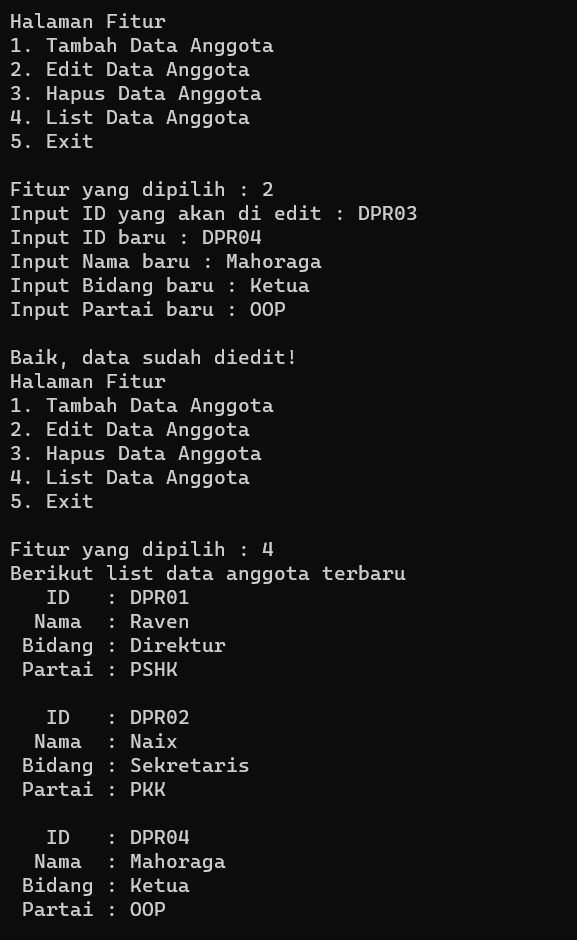 Halaman Fitur
1. Tambah Data Anggota
2. Edit Data Anggota
3. Hapus Data Anggota
4. List Data Anggota
5. Exit

Fitur yang dipilih : 2
Input ID yang akan di edit : DPR03
Input ID baru : DPR04
Input Nama baru : Mahoraga
Input Bidang baru : Ketua
Input Partai baru : OOP

Baik, data sudah diedit!
Halaman Fitur
1. Tambah Data Anggota
2. Edit Data Anggota
3. Hapus Data Anggota
4. List Data Anggota
5. Exit

Fitur yang dipilih : 4
Berikut list data anggota terbaru
   ID   : DPR01
  Nama  : Raven
 Bidang : Direktur
 Partai : PSHK

   ID   : DPR02
  Nama  : Naix
 Bidang : Sekretaris
 Partai : PKK

   ID   : DPR04
  Nama  : Mahoraga
 Bidang : Ketua
 Partai : OOP